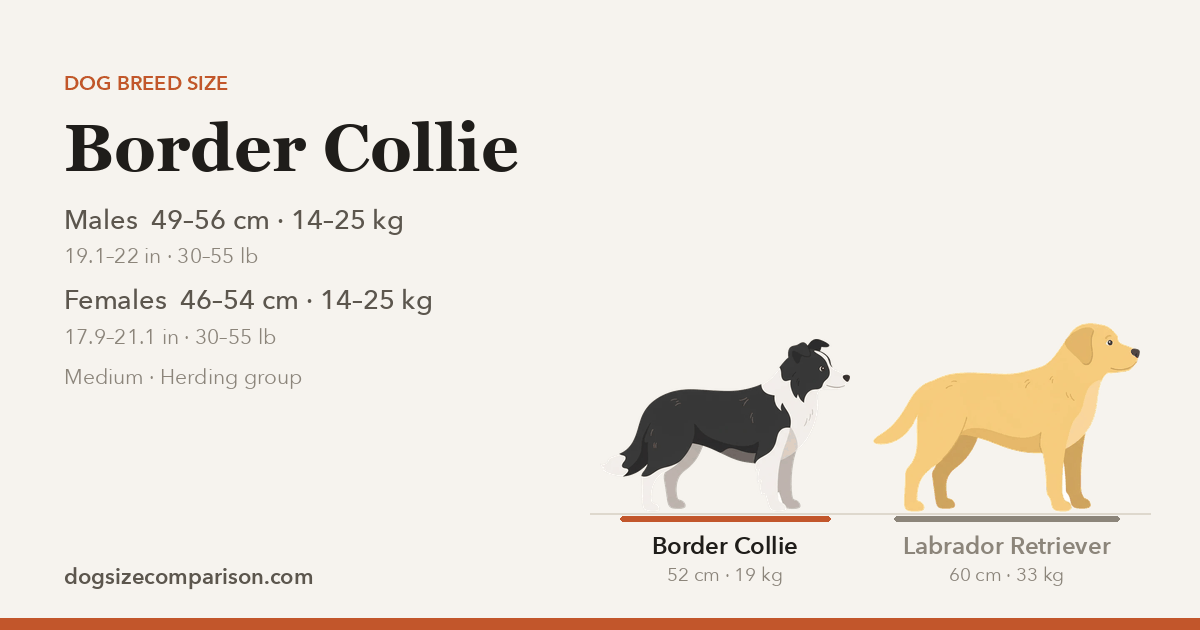 DOG BREED SIZE
Border Collie
Males 49–56 cm · 14–25 kg
19.1–22 in · 30–55 lb
Females 46–54 cm · 14–25 kg
17.9–21.1 in · 30–55 lb
Medium · Herding group
Border Collie
52 cm · 19 kg
Labrador Retriever
60 cm · 33 kg
dogsizecomparison.com